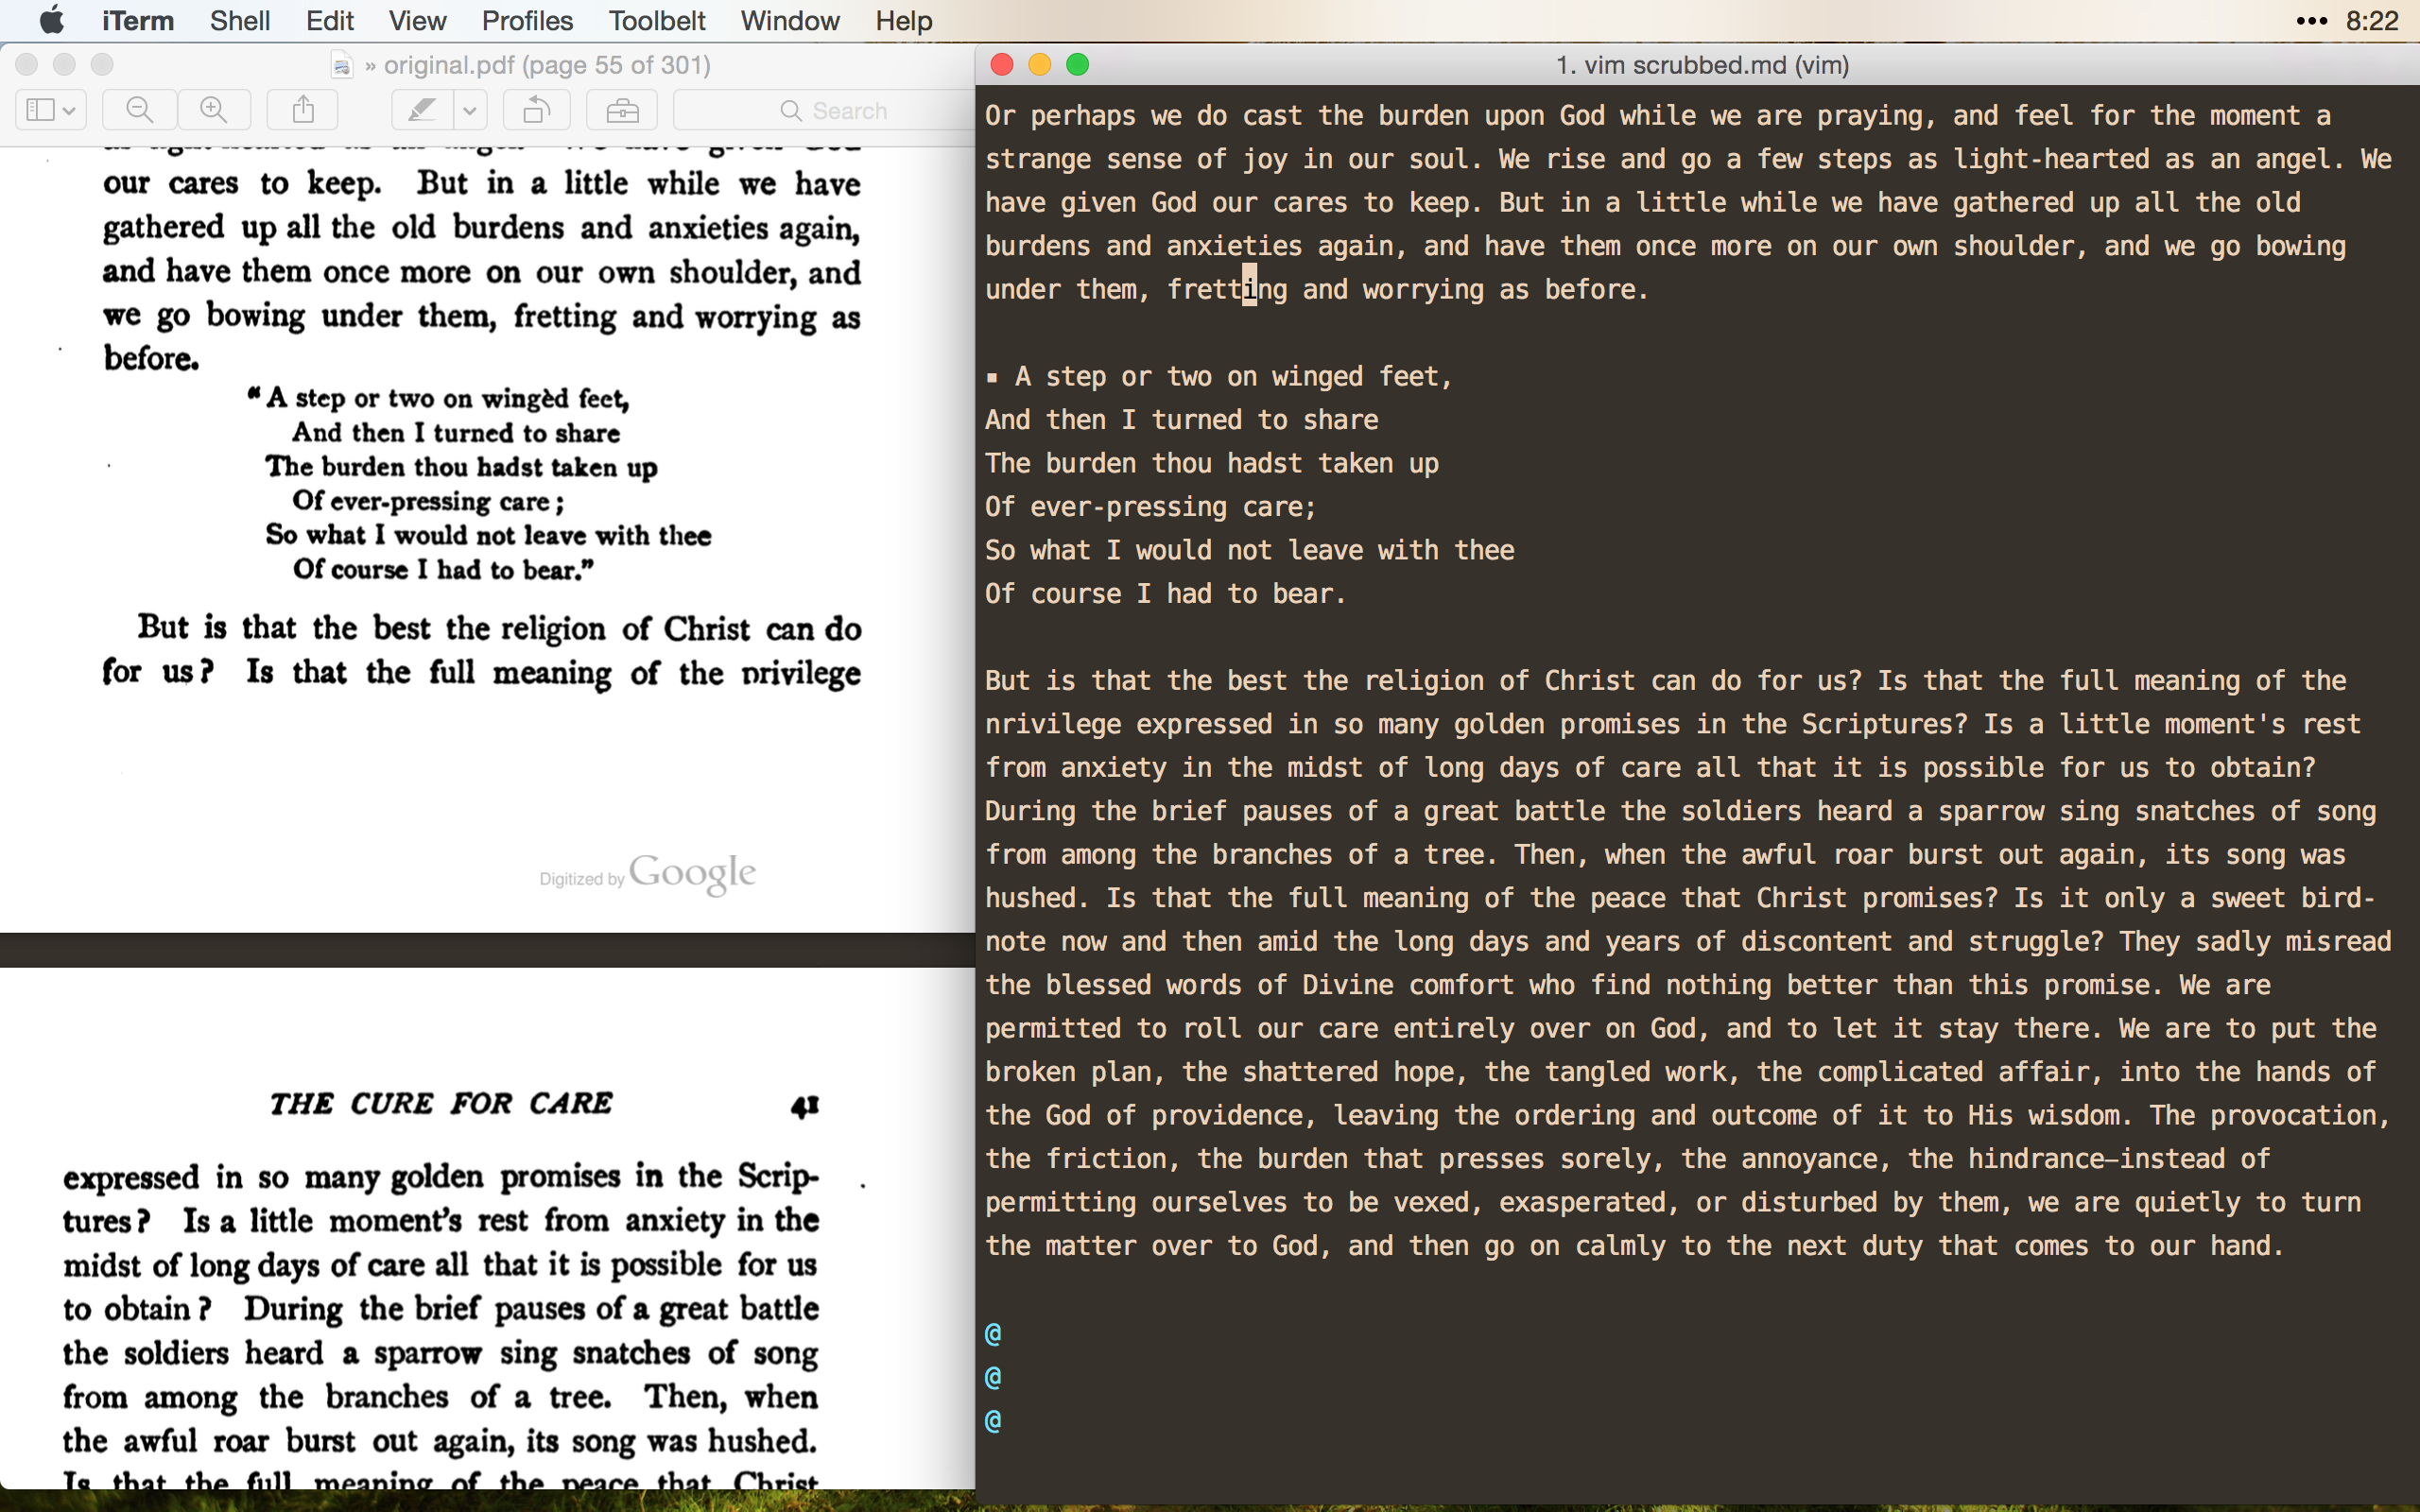 iTerm Shell Edit View Profiles Toolbelt Window Help ••• 8:22
» original.pdf (page 55 of 301)
Search
our cares to keep. But in a little while we have
gathered up all the old burdens and anxieties again,
and have them once more on our own shoulder, and
we go bowing under them, fretting and worrying as
before.
“A step or two on wingèd feet,
And then I turned to share
The burden thou hadst taken up
Of ever-pressing care;
So what I would not leave with thee
Of course I had to bear.”
But is that the best the religion of Christ can do
for us? Is that the full meaning of the privilege
Digitized by Google
THE CURE FOR CARE 41
expressed in so many golden promises in the Scrip-
tures? Is a little moment’s rest from anxiety in the
midst of long days of care all that it is possible for us
to obtain? During the brief pauses of a great battle
the soldiers heard a sparrow sing snatches of song
from among the branches of a tree. Then, when
the awful roar burst out again, its song was hushed.
Is that the full meaning of the peace that Christ
1. vim scrubbed.md (vim)
Or perhaps we do cast the burden upon God while we are praying, and feel for the moment a
strange sense of joy in our soul. We rise and go a few steps as light-hearted as an angel. We
have given God our cares to keep. But in a little while we have gathered up all the old
burdens and anxieties again, and have them once more on our own shoulder, and we go bowing
under them, fretting and worrying as before.
▪ A step or two on winged feet,
And then I turned to share
The burden thou hadst taken up
Of ever-pressing care;
So what I would not leave with thee
Of course I had to bear.
But is that the best the religion of Christ can do for us? Is that the full meaning of the
nrivilege expressed in so many golden promises in the Scriptures? Is a little moment's rest
from anxiety in the midst of long days of care all that it is possible for us to obtain?
During the brief pauses of a great battle the soldiers heard a sparrow sing snatches of song
from among the branches of a tree. Then, when the awful roar burst out again, its song was
hushed. Is that the full meaning of the peace that Christ promises? Is it only a sweet bird-
note now and then amid the long days and years of discontent and struggle? They sadly misread
the blessed words of Divine comfort who find nothing better than this promise. We are
permitted to roll our care entirely over on God, and to let it stay there. We are to put the
broken plan, the shattered hope, the tangled work, the complicated affair, into the hands of
the God of providence, leaving the ordering and outcome of it to His wisdom. The provocation,
the friction, the burden that presses sorely, the annoyance, the hindrance—instead of
permitting ourselves to be vexed, exasperated, or disturbed by them, we are quietly to turn
the matter over to God, and then go on calmly to the next duty that comes to our hand.
@
@
@